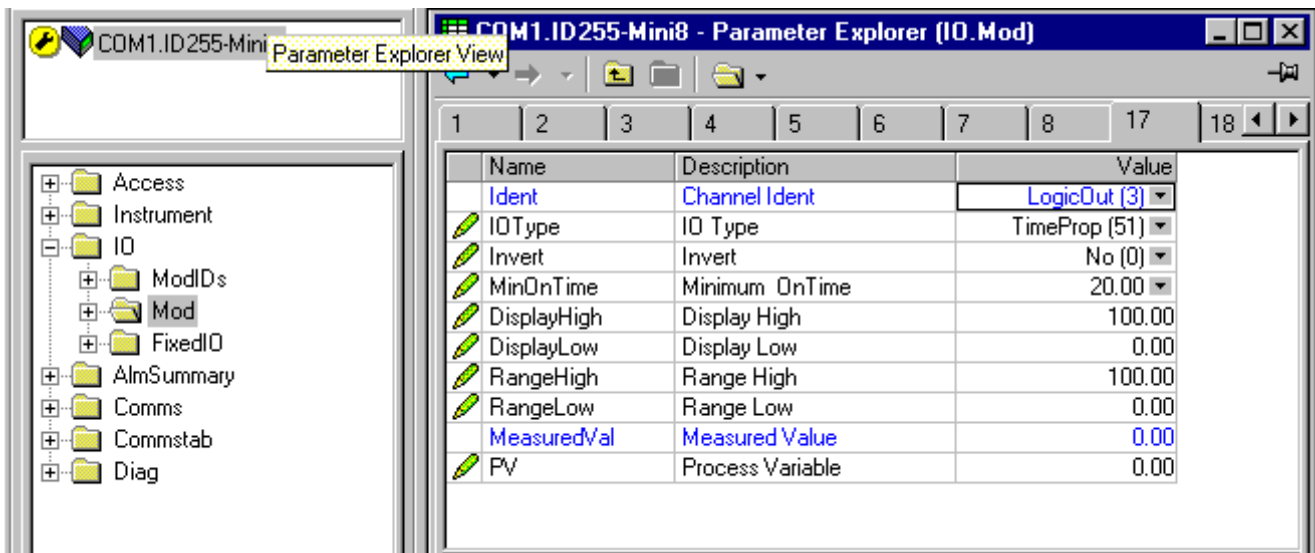 COM1.ID255-Mini
Parameter Explorer View
COM1.ID255-Mini8 - Parameter Explorer (IO.Mod)
1 2 3 4 5 6 7 8 17 18
Access
Instrument
IO
ModIDs
Mod
FixedIO
AlmSummary
Comms
Commstab
Diag
Name Description Value
Ident Channel Ident LogicOut (3)
IOType IO Type TimeProp (51)
Invert Invert No (0)
MinOnTime Minimum OnTime 20.00
DisplayHigh Display High 100.00
DisplayLow Display Low 0.00
RangeHigh Range High 100.00
RangeLow Range Low 0.00
MeasuredVal Measured Value 0.00
PV Process Variable 0.00